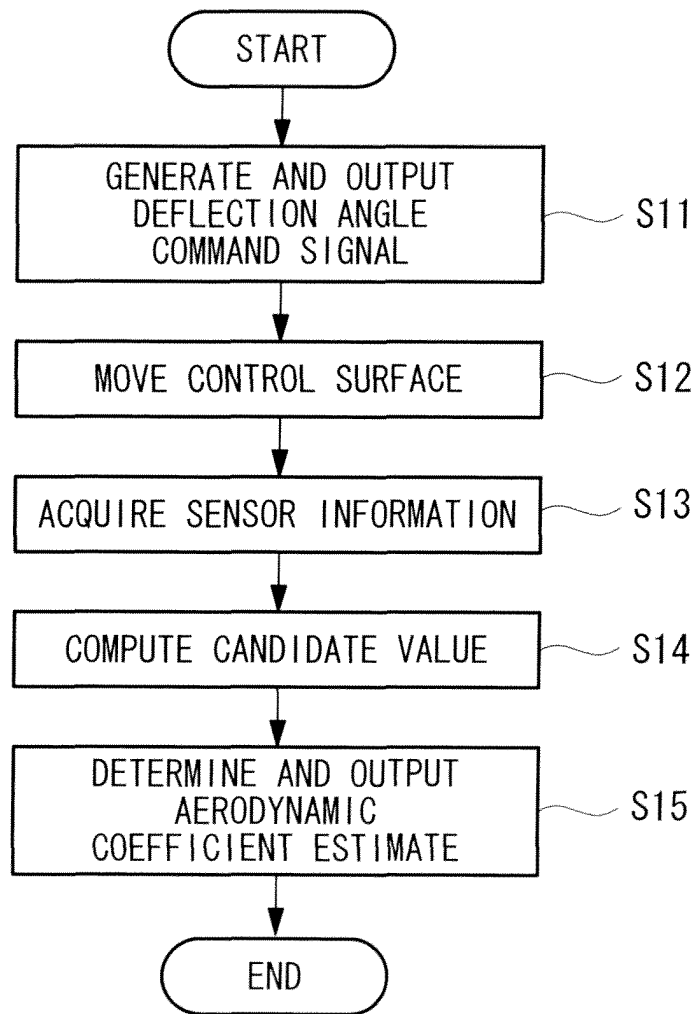 START
GENERATE AND OUTPUT
DEFLECTION ANGLE
COMMAND SIGNAL
S11
MOVE CONTROL SURFACE
S12
ACQUIRE SENSOR INFORMATION
S13
COMPUTE CANDIDATE VALUE
S14
DETERMINE AND OUTPUT
AERODYNAMIC
COEFFICIENT ESTIMATE
S15
END